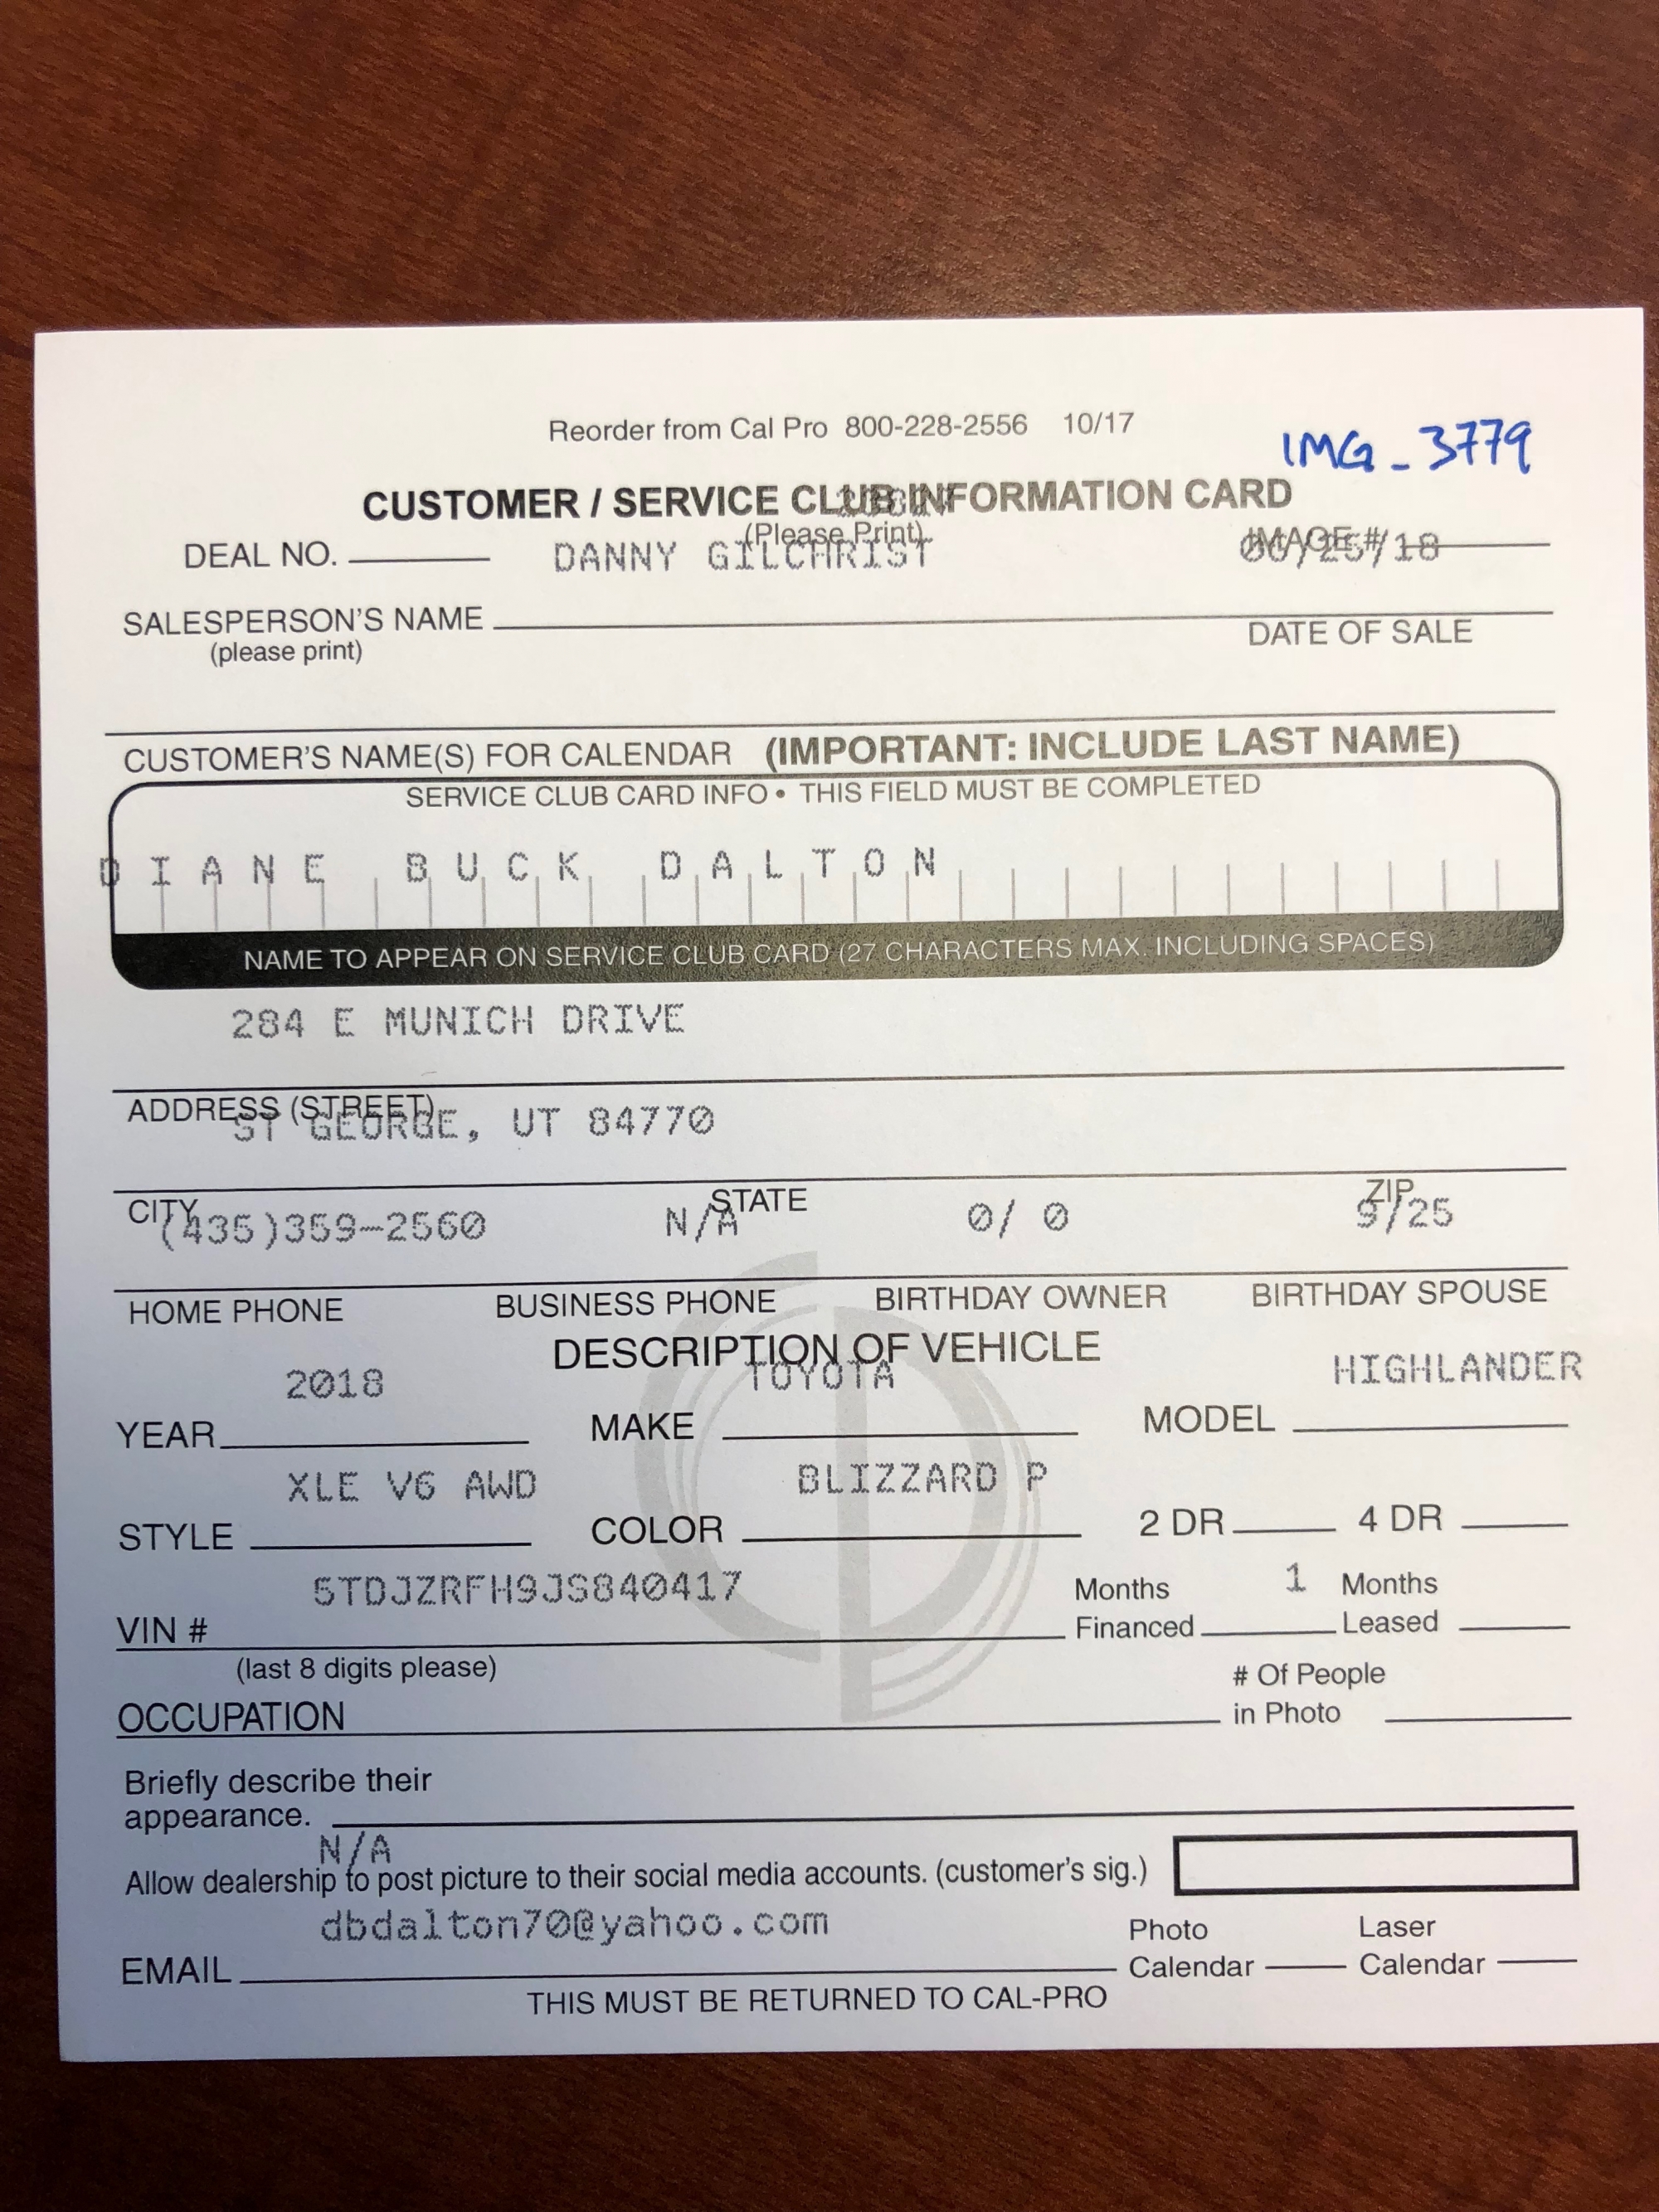 Reorder from Cal Pro 800-228-2556 10/17
IMG_3779
CUSTOMER / SERVICE CLUB INFORMATION CARD
(Please Print)
DEAL NO. DANNY GILCHRIST IMAGE # 06/25/18
SALESPERSON'S NAME
(please print) DATE OF SALE
CUSTOMER'S NAME(S) FOR CALENDAR (IMPORTANT: INCLUDE LAST NAME)
SERVICE CLUB CARD INFO • THIS FIELD MUST BE COMPLETED
DIANE BUCK DALTON
NAME TO APPEAR ON SERVICE CLUB CARD (27 CHARACTERS MAX. INCLUDING SPACES)
284 E MUNICH DRIVE
ADDRESS (STREET)
ST GEORGE, UT 84770
CITY STATE ZIP
(435)359-2560 N/A 0/ 0 9/25
HOME PHONE BUSINESS PHONE BIRTHDAY OWNER BIRTHDAY SPOUSE
DESCRIPTION OF VEHICLE
2018 TOYOTA HIGHLANDER
YEAR MAKE MODEL
XLE V6 AWD BLIZZARD P
STYLE COLOR 2 DR 4 DR
5TDJZRFH9JS840417 Months 1 Months
VIN # Financed Leased
(last 8 digits please) # Of People
OCCUPATION in Photo
Briefly describe their
appearance.
N/A
Allow dealership to post picture to their social media accounts. (customer's sig.)
dbdalton70@yahoo.com Photo Laser
EMAIL Calendar Calendar
THIS MUST BE RETURNED TO CAL-PRO